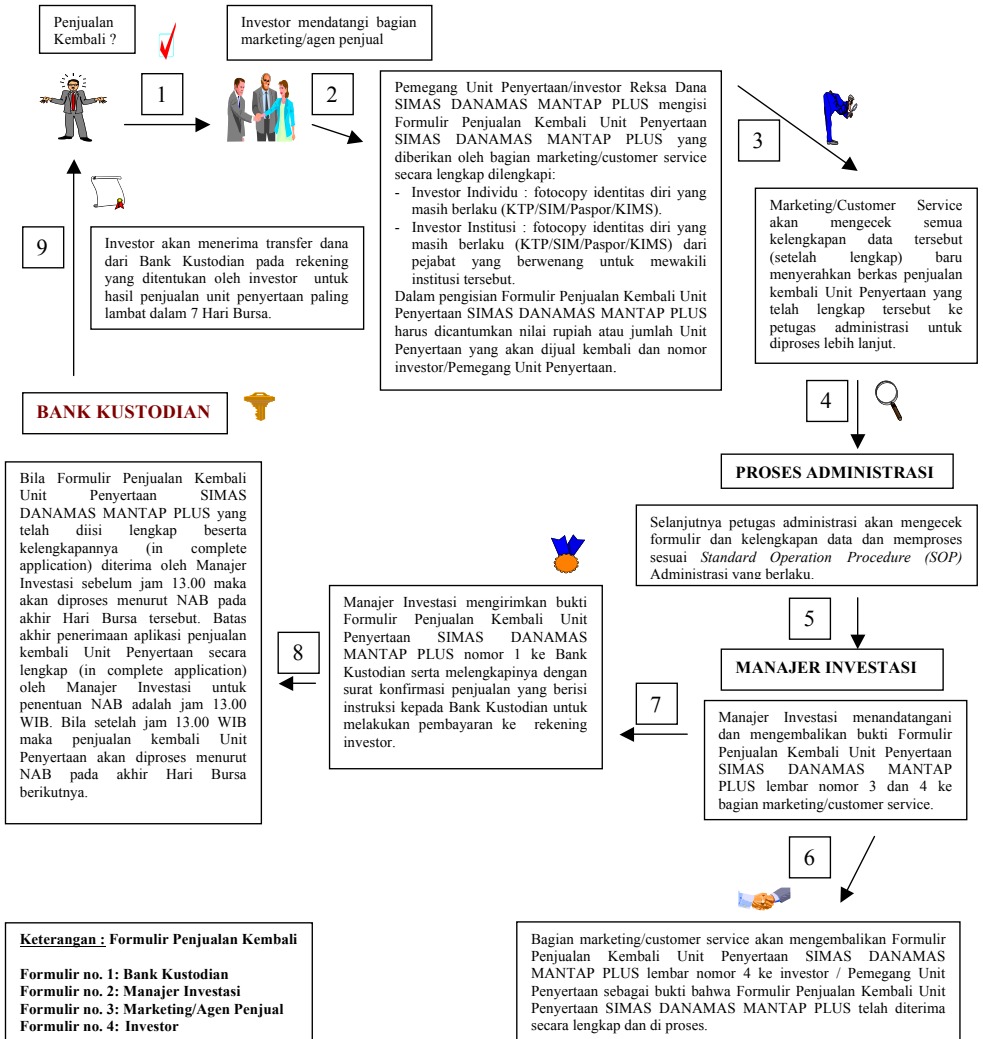 Penjualan
Kembali ?
1
Investor mendatangi bagian
marketing/agen penjual
2
Pemegang Unit Penyertaan/investor Reksa Dana
SIMAS DANAMAS MANTAP PLUS mengisi
Formulir Penjualan Kembali Unit Penyertaan
SIMAS DANAMAS MANTAP PLUS yang
diberikan oleh bagian marketing/customer service
secara lengkap dilengkapi:
- Investor Individu : fotocopy identitas diri yang
masih berlaku (KTP/SIM/Paspor/KIMS).
- Investor Institusi : fotocopy identitas diri yang
masih berlaku (KTP/SIM/Paspor/KIMS) dari
pejabat yang berwenang untuk mewakili
institusi tersebut.
Dalam pengisian Formulir Penjualan Kembali Unit
Penyertaan SIMAS DANAMAS MANTAP PLUS
harus dicantumkan nilai rupiah atau jumlah Unit
Penyertaan yang akan dijual kembali dan nomor
investor/Pemegang Unit Penyertaan.
3
Marketing/Customer Service
akan mengecek semua
kelengkapan data tersebut
(setelah lengkap) baru
menyerahkan berkas penjualan
kembali Unit Penyertaan yang
telah lengkap tersebut ke
petugas administrasi untuk
diproses lebih lanjut.
4
PROSES ADMINISTRASI
Selanjutnya petugas administrasi akan mengecek
formulir dan kelengkapan data dan memproses
sesuai Standard Operation Procedure (SOP)
Administrasi yang berlaku.
5
MANAJER INVESTASI
Manajer Investasi menandatangani
dan mengembalikan bukti Formulir
Penjualan Kembali Unit Penyertaan
SIMAS DANAMAS MANTAP
PLUS lembar nomor 3 dan 4 ke
bagian marketing/customer service.
6
Bagian marketing/customer service akan mengembalikan Formulir
Penjualan Kembali Unit Penyertaan SIMAS DANAMAS
MANTAP PLUS lembar nomor 4 ke investor / Pemegang Unit
Penyertaan sebagai bukti bahwa Formulir Penjualan Kembali Unit
Penyertaan SIMAS DANAMAS MANTAP PLUS telah diterima
secara lengkap dan di proses.
7
Manajer Investasi mengirimkan bukti
Formulir Penjualan Kembali Unit
Penyertaan SIMAS DANAMAS
MANTAP PLUS nomor 1 ke Bank
Kustodian serta melengkapinya dengan
surat konfirmasi penjualan yang berisi
instruksi kepada Bank Kustodian untuk
melakukan pembayaran ke rekening
investor.
8
BANK KUSTODIAN
Bila Formulir Penjualan Kembali
Unit Penyertaan SIMAS
DANAMAS MANTAP PLUS yang
telah diisi lengkap beserta
kelengkapannya (in complete
application) diterima oleh Manajer
Investasi sebelum jam 13.00 maka
akan diproses menurut NAB pada
akhir Hari Bursa tersebut. Batas
akhir penerimaan aplikasi penjualan
kembali Unit Penyertaan secara
lengkap (in complete application)
oleh Manajer Investasi untuk
penentuan NAB adalah jam 13.00
WIB. Bila setelah jam 13.00 WIB
maka penjualan kembali Unit
Penyertaan akan diproses menurut
NAB pada akhir Hari Bursa
berikutnya.
9
Investor akan menerima transfer dana
dari Bank Kustodian pada rekening
yang ditentukan oleh investor untuk
hasil penjualan unit penyertaan paling
lambat dalam 7 Hari Bursa.
Keterangan : Formulir Penjualan Kembali
Formulir no. 1: Bank Kustodian
Formulir no. 2: Manajer Investasi
Formulir no. 3: Marketing/Agen Penjual
Formulir no. 4: Investor